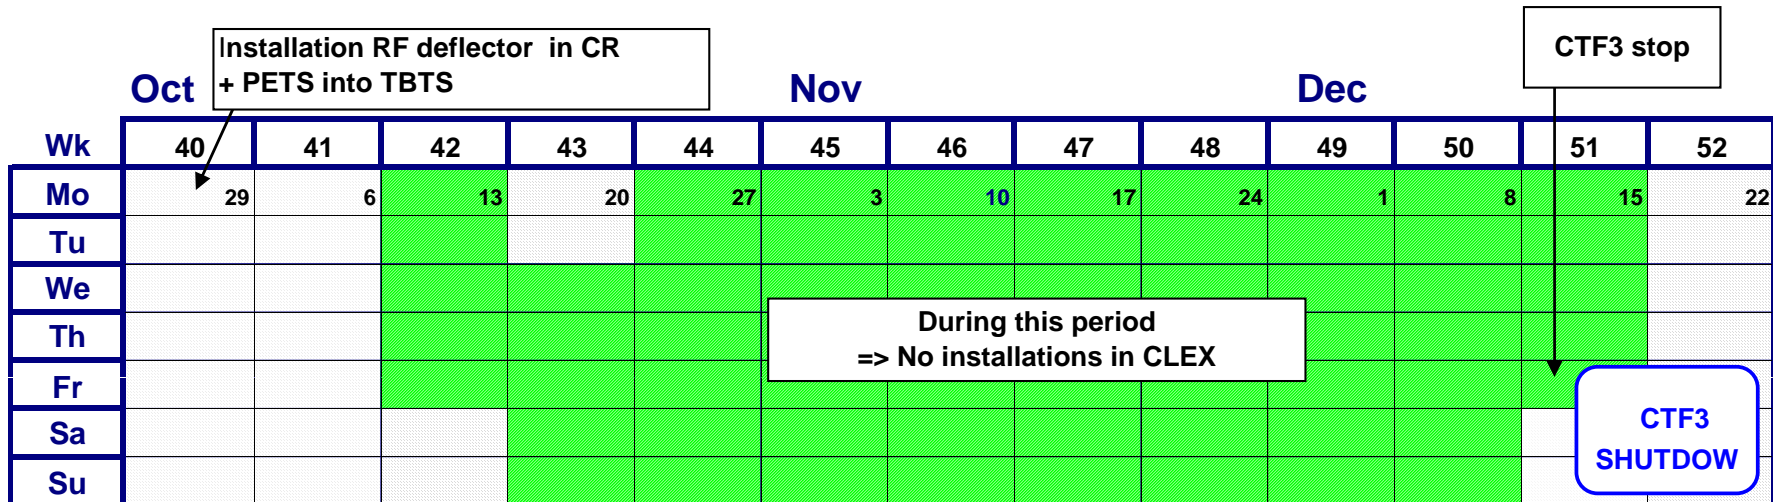 Installation RF deflector in CR
+ PETS into TBTS
CTF3 stop
Oct Nov Dec
Wk 40 41 42 43 44 45 46 47 48 49 50 51 52
Mo 29 6 13 20 27 3 10 17 24 1 8 15 22
Tu
We
Th
During this period
=> No installations in CLEX
Fr
Sa
CTF3
SHUTDOW
Su